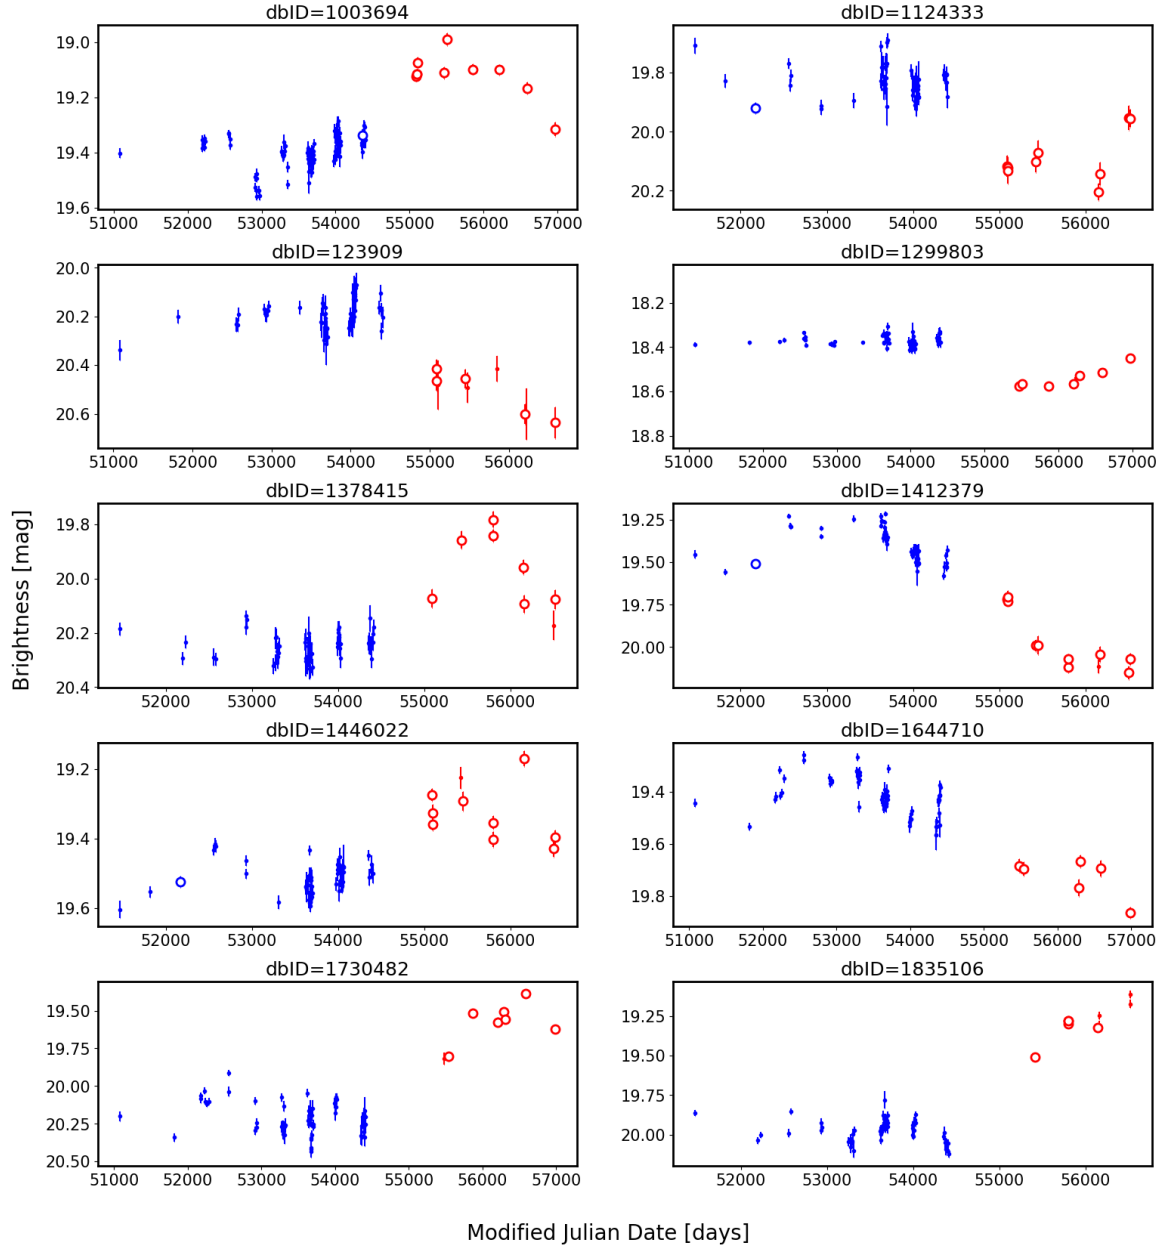 dbID=1003694
19.0
19.2
19.4
19.6
51000 52000 53000 54000 55000 56000 57000
dbID=1124333
19.8
20.0
20.2
52000 53000 54000 55000 56000
dbID=123909
20.0
20.2
20.4
20.6
51000 52000 53000 54000 55000 56000
dbID=1299803
18.2
18.4
18.6
18.8
51000 52000 53000 54000 55000 56000 57000
dbID=1378415
19.8
20.0
20.2
20.4
52000 53000 54000 55000 56000
dbID=1412379
19.25
19.50
19.75
20.00
52000 53000 54000 55000 56000
dbID=1446022
19.2
19.4
19.6
52000 53000 54000 55000 56000
dbID=1644710
19.4
19.6
19.8
51000 52000 53000 54000 55000 56000 57000
dbID=1730482
19.50
19.75
20.00
20.25
20.50
51000 52000 53000 54000 55000 56000 57000
dbID=1835106
19.25
19.50
19.75
20.00
52000 53000 54000 55000 56000
Brightness [mag]
Modified Julian Date [days]